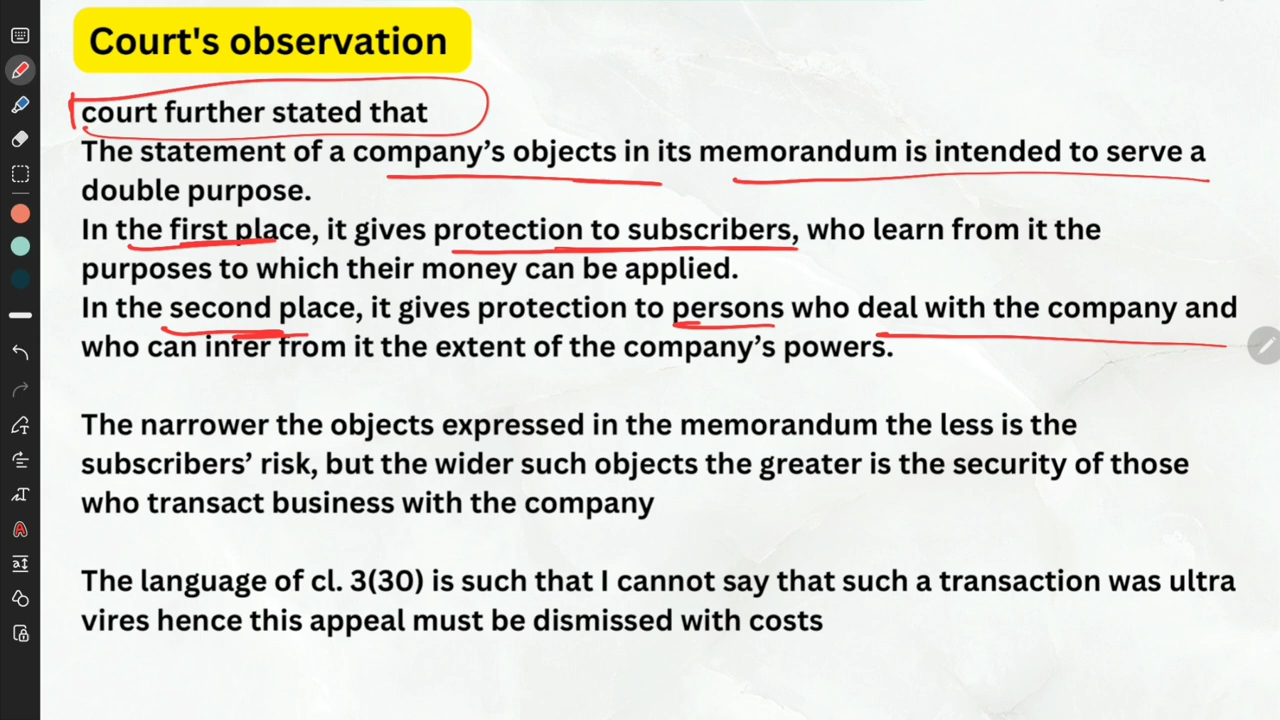 Court's observation
court further stated that
The statement of a company's objects in its memorandum is intended to serve a
double purpose.
In the first place, it gives protection to subscribers, who learn from it the
purposes to which their money can be applied.
In the second place, it gives protection to persons who deal with the company and
who can infer from it the extent of the company's powers.
The narrower the objects expressed in the memorandum the less is the
subscribers' risk, but the wider such objects the greater is the security of those
who transact business with the company
The language of cl. 3(30) is such that I cannot say that such a transaction was ultra
vires hence this appeal must be dismissed with costs